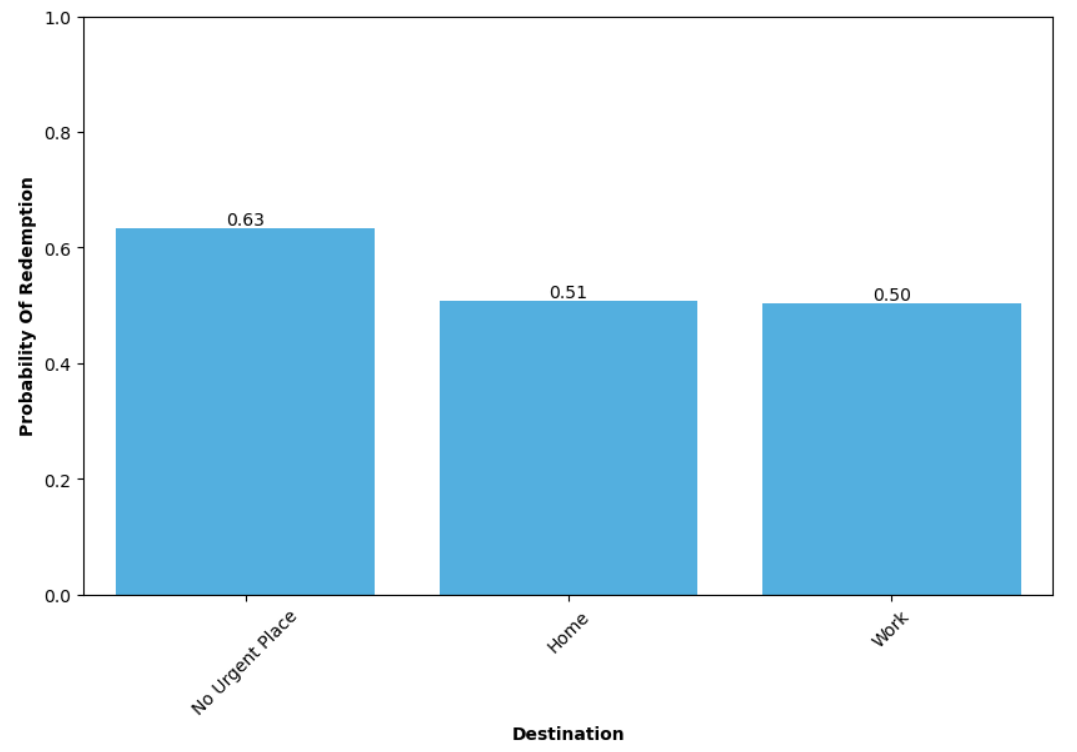 1.0
0.8
0.6
0.4
0.2
0.0
Probability Of Redemption
0.63
0.51
0.50
No Urgent Place
Home
Work
Destination